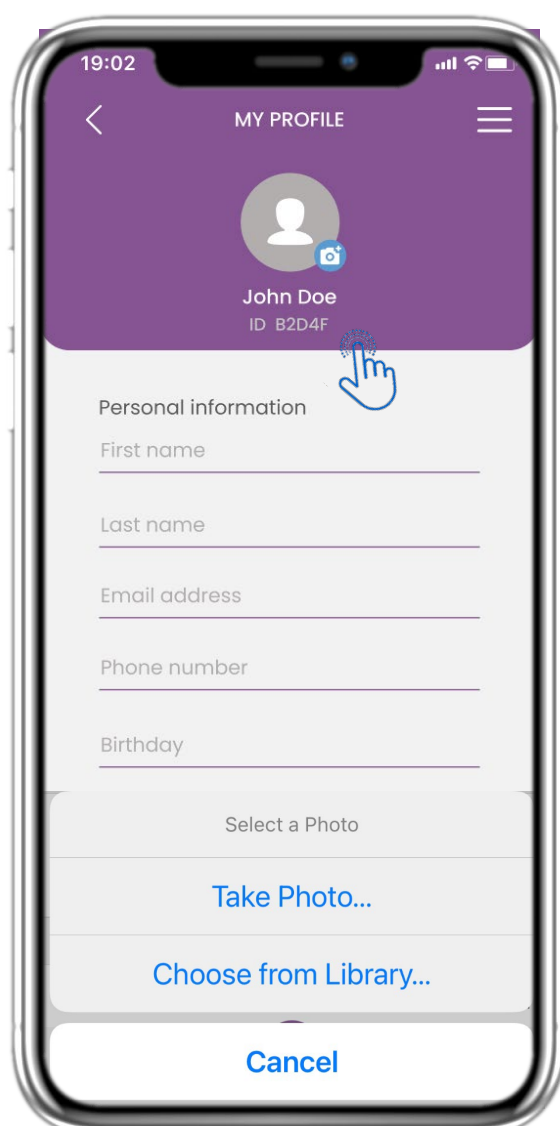 19:02
MY PROFILE
John Doe
ID B2D4F
Personal information
First name
Last name
Email address
Phone number
Birthday
Select a Photo
Take Photo...
Choose from Library...
Cancel